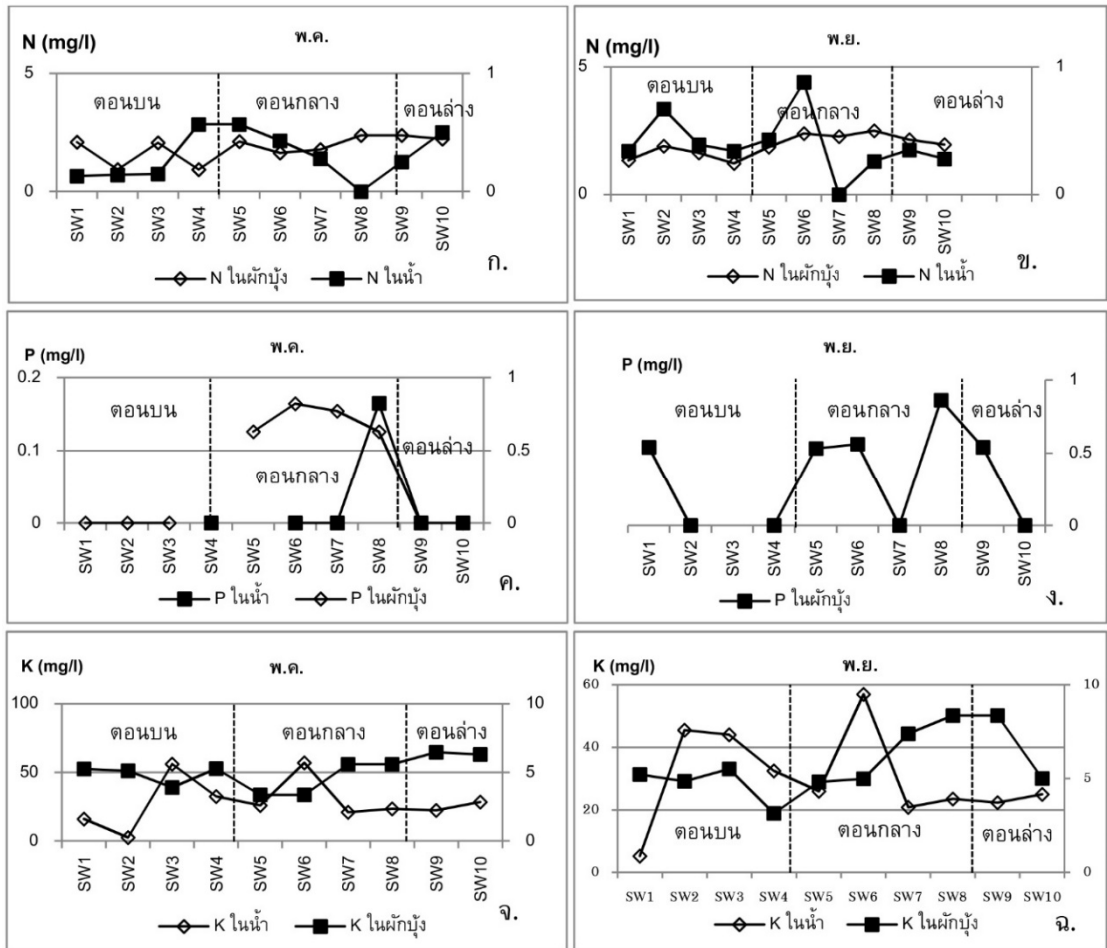 พ.ค.
N (mg/l)
5
1
ตอนบน
ตอนกลาง
ตอนล่าง
0
0
SW1 SW2 SW3 SW4 SW5 SW6 SW7 SW8 SW9 SW10
N ในผักบุ้ง N ในน้ำ
ก.
พ.ย.
N (mg/l)
5
1
ตอนบน
ตอนกลาง
ตอนล่าง
0
0
SW1 SW2 SW3 SW4 SW5 SW6 SW7 SW8 SW9 SW10
N ในผักบุ้ง N ในน้ำ
ข.
พ.ค.
P (mg/l)
0.2
1
ตอนบน
ตอนล่าง
0.1
0.5
ตอนกลาง
0
0
SW1 SW2 SW3 SW4 SW5 SW6 SW7 SW8 SW9 SW10
P ในน้ำ P ในผักบุ้ง
ค.
พ.ย.
P (mg/l)
1
ตอนบน
ตอนกลาง
ตอนล่าง
0.5
0
SW1 SW2 SW3 SW4 SW5 SW6 SW7 SW8 SW9 SW10
P ในผักบุ้ง
ง.
พ.ค.
K (mg/l)
100
10
ตอนบน
ตอนกลาง
ตอนล่าง
50
5
0
0
SW1 SW2 SW3 SW4 SW5 SW6 SW7 SW8 SW9 SW10
K ในน้ำ K ในผักบุ้ง
จ.
พ.ย.
K (mg/l)
60
10
40
20
5
ตอนบน
ตอนกลาง
ตอนล่าง
0
0
SW1 SW2 SW3 SW4 SW5 SW6 SW7 SW8 SW9 SW10
K ในน้ำ K ในผักบุ้ง
ฉ.